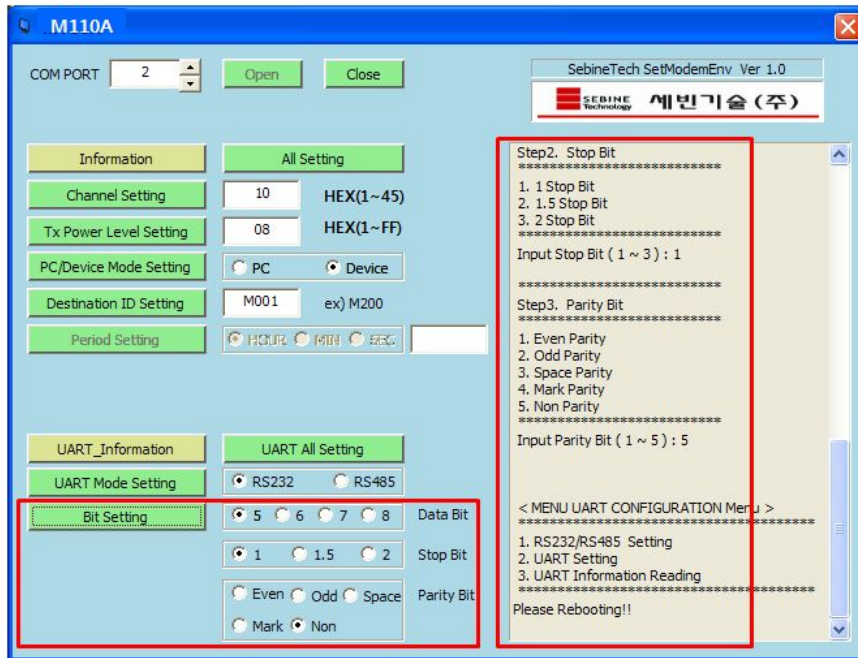 M110A
COM PORT 2 Open Close
SebineTech SetModemEnv Ver 1.0
SEBINE Technology 세빈기술(주)
Information All Setting
Channel Setting 10 HEX(1~45)
Tx Power Level Setting 08 HEX(1~FF)
PC/Device Mode Setting PC Device
Destination ID Setting M001 ex) M200
Period Setting HOUR MIN SEC
UART_Information UART All Setting
UART Mode Setting RS232 RS485
Bit Setting 5 6 7 8 Data Bit
1 1.5 2 Stop Bit
Even Odd Space Parity Bit
Mark Non
Step2. Stop Bit
**************************
1. 1 Stop Bit
2. 1.5 Stop Bit
3. 2 Stop Bit
**************************
Input Stop Bit ( 1 ~ 3 ) : 1
**************************
Step3. Parity Bit
**************************
1. Even Parity
2. Odd Parity
3. Space Parity
4. Mark Parity
5. Non Parity
**************************
Input Parity Bit ( 1 ~ 5 ) : 5
< MENU UART CONFIGURATION Menu >
**************************************
1. RS232/RS485 Setting
2. UART Setting
3. UART Information Reading
**************************************
Please Rebooting!!